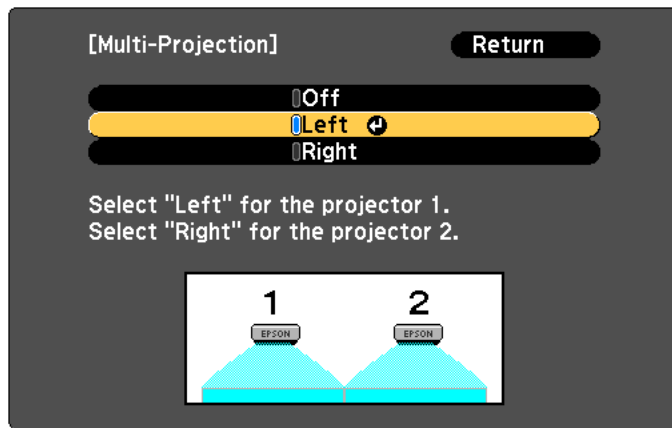 [Multi-Projection] Return
Off
Left
Right
Select "Left" for the projector 1.
Select "Right" for the projector 2.
1 2
EPSON EPSON